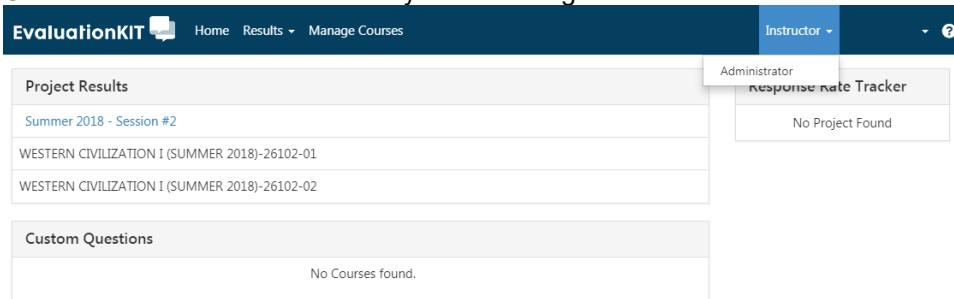 EvaluationKIT Home Results Manage Courses Instructor ?
Administrator
Project Results
Response Rate Tracker
Summer 2018 - Session #2
No Project Found
WESTERN CIVILIZATION I (SUMMER 2018)-26102-01
WESTERN CIVILIZATION I (SUMMER 2018)-26102-02
Custom Questions
No Courses found.